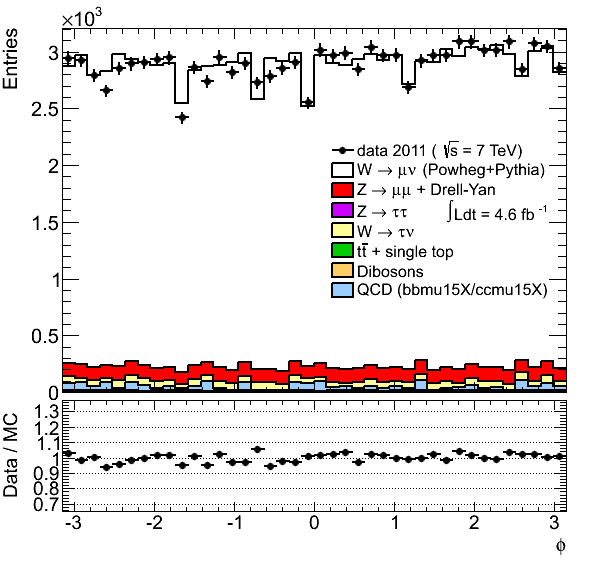 ×10³
Entries
3
2.5
2
1.5
1
0.5
0
data 2011 ( √s = 7 TeV)
W → μν (Powheg+Pythia)
Z → μμ + Drell-Yan
Z → ττ
∫Ldt = 4.6 fb⁻¹
W → τν
tt̅ + single top
Dibosons
QCD (bbmu15X/ccmu15X)
Data / MC
1.3
1.2
1.1
1
0.9
0.8
0.7
-3 -2 -1 0 1 2 3
ϕ